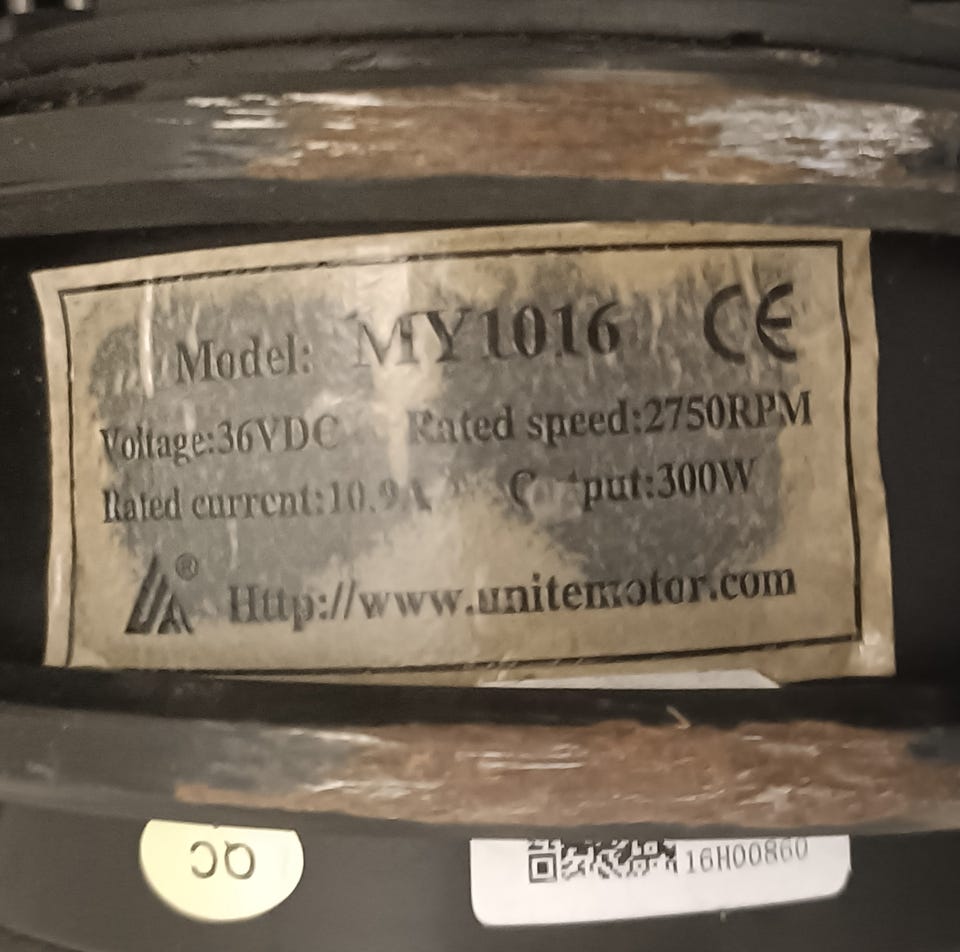 Model: MY1016 CE
Voltage:36VDC Rated speed:2750RPM
Rated current:10.9A Output:300W
® Http://www.unitemotor.com
QC
16H00860